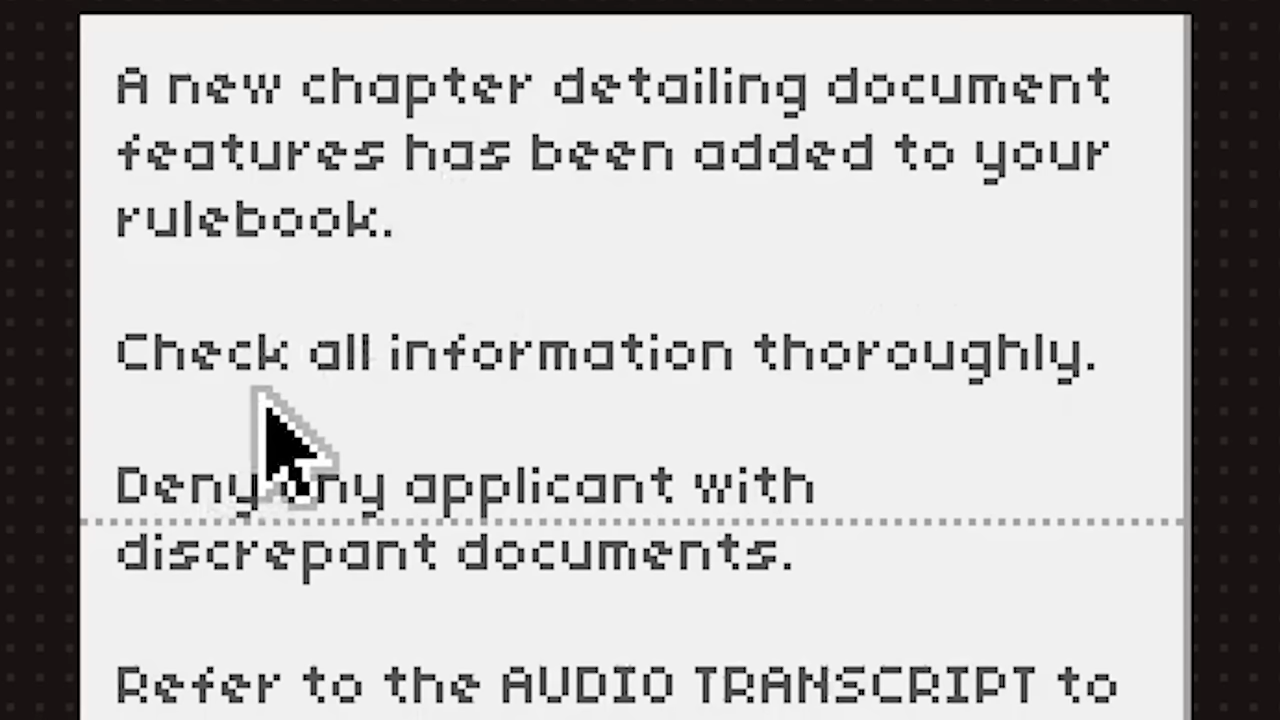 A new chapter detailing document
features has been added to your
rulebook.
Check all information thoroughly.
Deny any applicant with
discrepant documents.
Refer to the AUDIO TRANSCRIPT to